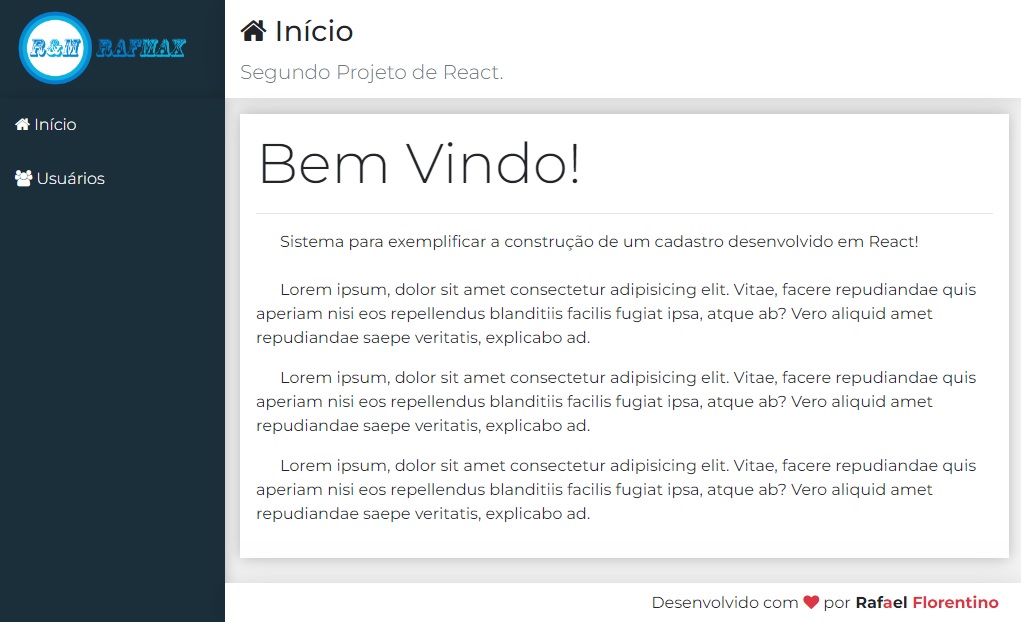 R&M RAFMAX
Início
Usuários
Início
Segundo Projeto de React.
Bem Vindo!
Sistema para exemplificar a construção de um cadastro desenvolvido em React!
Lorem ipsum, dolor sit amet consectetur adipisicing elit. Vitae, facere repudiandae quis
aperiam nisi eos repellendus blanditiis facilis fugiat ipsa, atque ab? Vero aliquid amet
repudiandae saepe veritatis, explicabo ad.
Lorem ipsum, dolor sit amet consectetur adipisicing elit. Vitae, facere repudiandae quis
aperiam nisi eos repellendus blanditiis facilis fugiat ipsa, atque ab? Vero aliquid amet
repudiandae saepe veritatis, explicabo ad.
Lorem ipsum, dolor sit amet consectetur adipisicing elit. Vitae, facere repudiandae quis
aperiam nisi eos repellendus blanditiis facilis fugiat ipsa, atque ab? Vero aliquid amet
repudiandae saepe veritatis, explicabo ad.
Desenvolvido com ❤ por Rafael Florentino